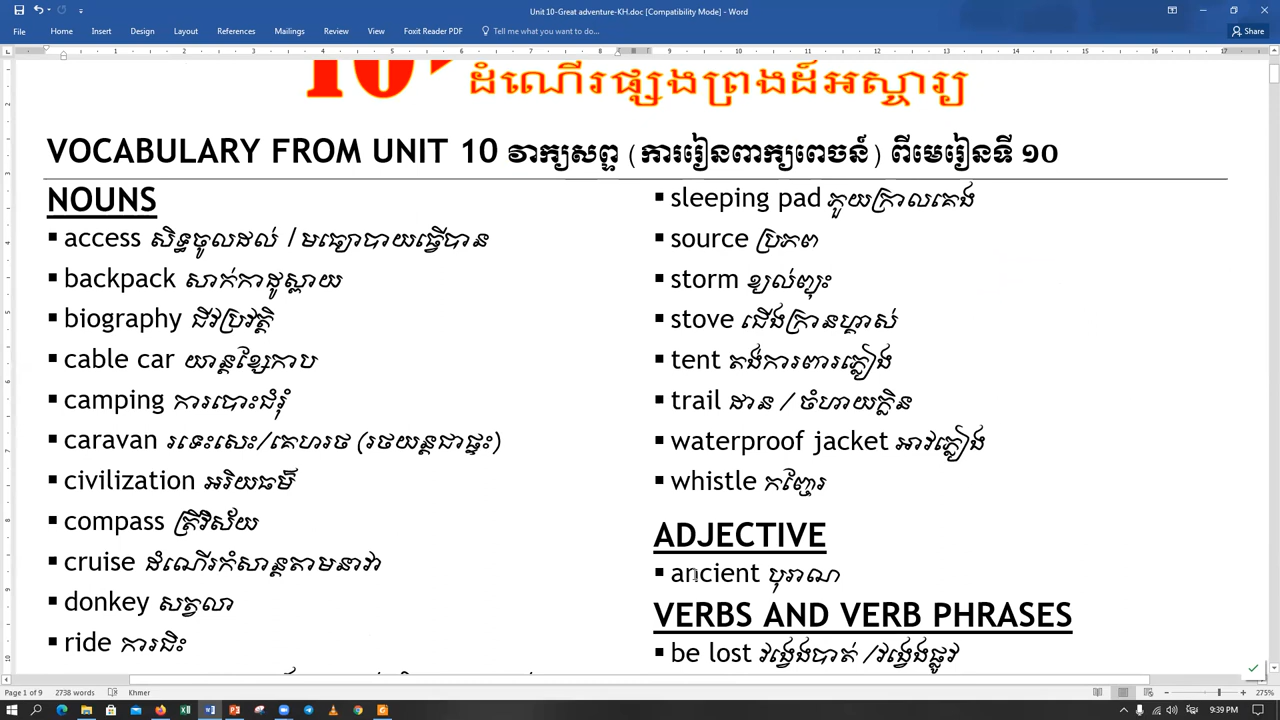 Unit 10-Great adventure-KH.doc [Compatibility Mode] - Word
File Home Insert Design Layout References Mailings Review View Foxit Reader PDF Tell me what you want to do... Share
10
ដំណើរផ្សងព្រេងដ៏អស្ចារ្យ
VOCABULARY FROM UNIT 10 វាក្យសព្ទ (ការរៀនពាក្យពេចន៍) ពីមេរៀនទី ១០
NOUNS
▪ access សិទ្ធចូលដល់ /មធ្យោបាយធ្វើបាន
▪ backpack សាក់កាដូស្ពាយ
▪ biography ជីវប្រវត្តិ
▪ cable car យានខ្សែកាប
▪ camping ការបោះជំរុំ
▪ caravan រទេះសេះ/គេហរថ (រថយន្តជាផ្ទះ)
▪ civilization អរិយធម៌
▪ compass ត្រីវិស័យ
▪ cruise ដំណើរកំសាន្តតាមនាវា
▪ donkey សត្វលា
▪ ride ការជិះ
▪ sleeping pad ភួយក្រាលគេង
▪ source ប្រភព
▪ storm ខ្យល់ព្យុះ
▪ stove ជើងក្រានហ្គាស់
▪ tent តង់ការពារភ្លៀង
▪ trail ដាន / ចំហាយក្លិន
▪ waterproof jacket អាវភ្លៀង
▪ whistle កញ្ចែ
ADJECTIVE
▪ ancient បុរាណ
VERBS AND VERB PHRASES
▪ be lost វង្វេងបាត់ /វង្វេងផ្លូវ
Page 1 of 9 2738 words Khmer 275%
9:39 PM